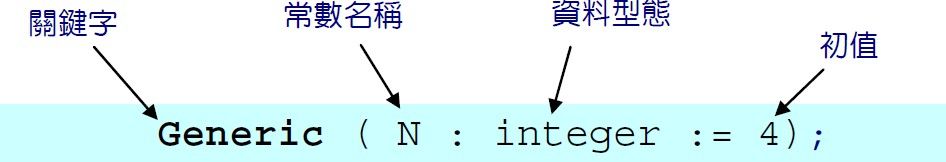 關鍵字 常數名稱 資料型態 初值
Generic ( N : integer := 4);